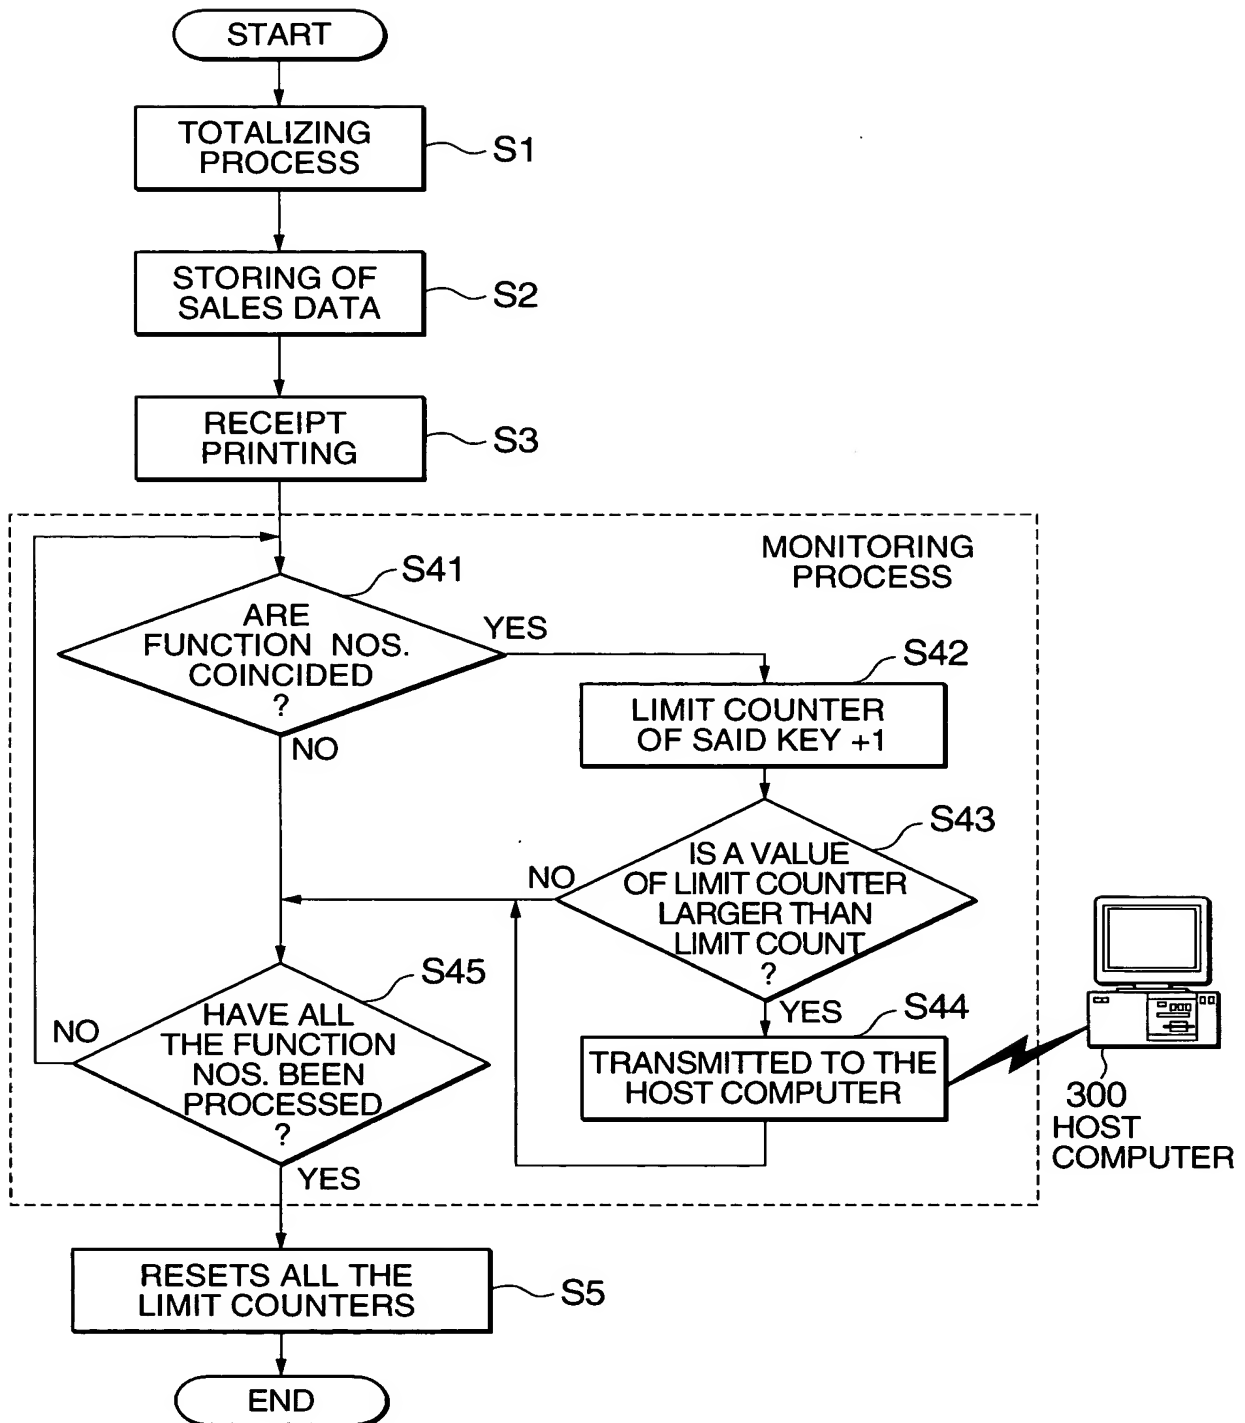 START
TOTALIZING
PROCESS
S1
STORING OF
SALES DATA
S2
RECEIPT
PRINTING
S3
MONITORING
PROCESS
S41
ARE
FUNCTION NOS.
COINCIDED
?
YES
NO
S42
LIMIT COUNTER
OF SAID KEY +1
S43
IS A VALUE
OF LIMIT COUNTER
LARGER THAN
LIMIT COUNT
?
NO
YES
S44
TRANSMITTED TO THE
HOST COMPUTER
300
HOST
COMPUTER
S45
HAVE ALL
THE FUNCTION
NOS. BEEN
PROCESSED
?
NO
YES
RESETS ALL THE
LIMIT COUNTERS
S5
END